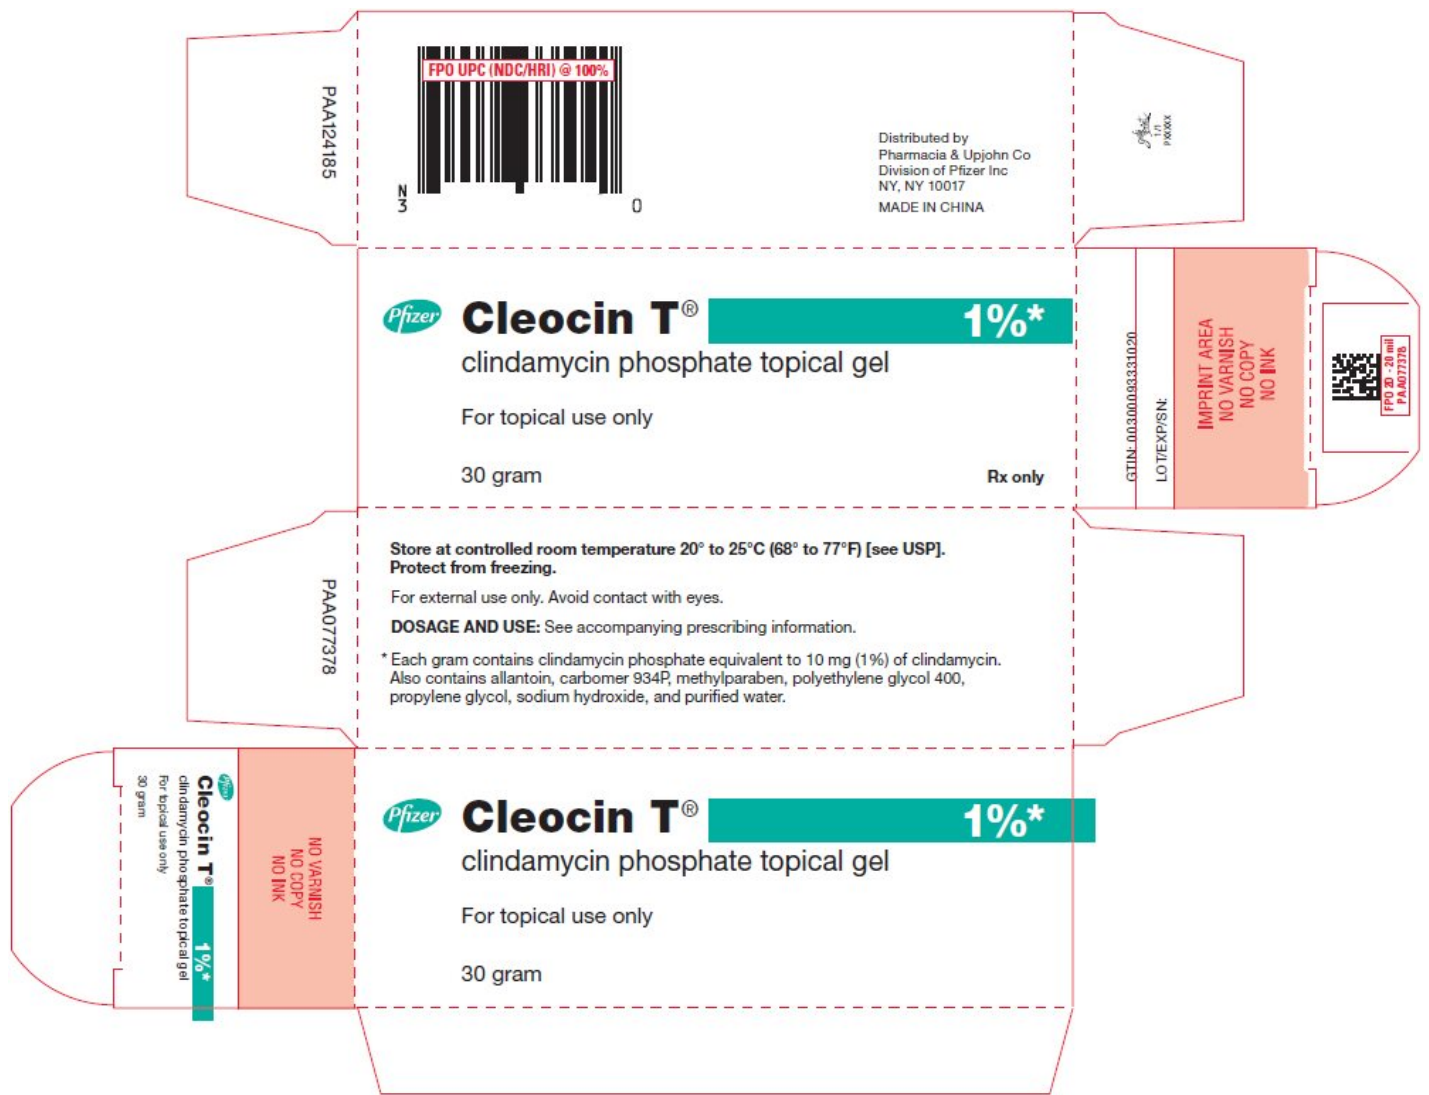 PAA124185
FPO UPC (NDC/HRI) @ 100%
N
3
0
Distributed by
Pharmacia & Upjohn Co
Division of Pfizer Inc
NY, NY 10017
MADE IN CHINA
1/1
PXXXXX
Pfizer
Cleocin T® 1%*
clindamycin phosphate topical gel
For topical use only
30 gram
Rx only
GTIN: 00300093331020
LOT/EXP/SN:
IMPRINT AREA
NO VARNISH
NO COPY
NO INK
FPO 2D - 20 mil
PAA077378
PAA077378
Store at controlled room temperature 20° to 25°C (68° to 77°F) [see USP].
Protect from freezing.
For external use only. Avoid contact with eyes.
DOSAGE AND USE: See accompanying prescribing information.
* Each gram contains clindamycin phosphate equivalent to 10 mg (1%) of clindamycin.
Also contains allantoin, carbomer 934P, methylparaben, polyethylene glycol 400,
propylene glycol, sodium hydroxide, and purified water.
Pfizer
Cleocin T® 1%*
clindamycin phosphate topical gel
For topical use only
30 gram
NO VARNISH
NO COPY
NO INK
Pfizer
Cleocin T® 1%*
clindamycin phosphate topical gel
For topical use only
30 gram